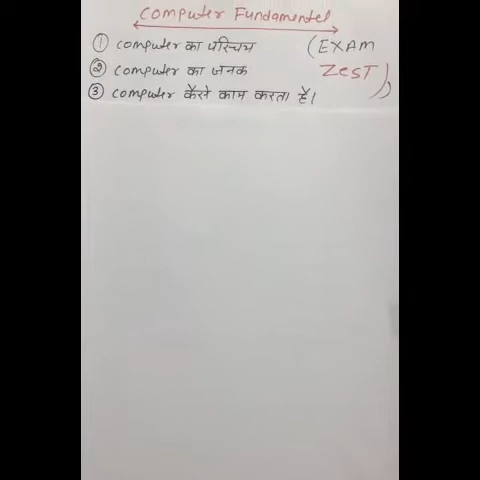 Computer Fundamentel
① Computer का परिचय (EXAM
② Computer का जनक ZesT)
③ Computer कैसे काम करता है।